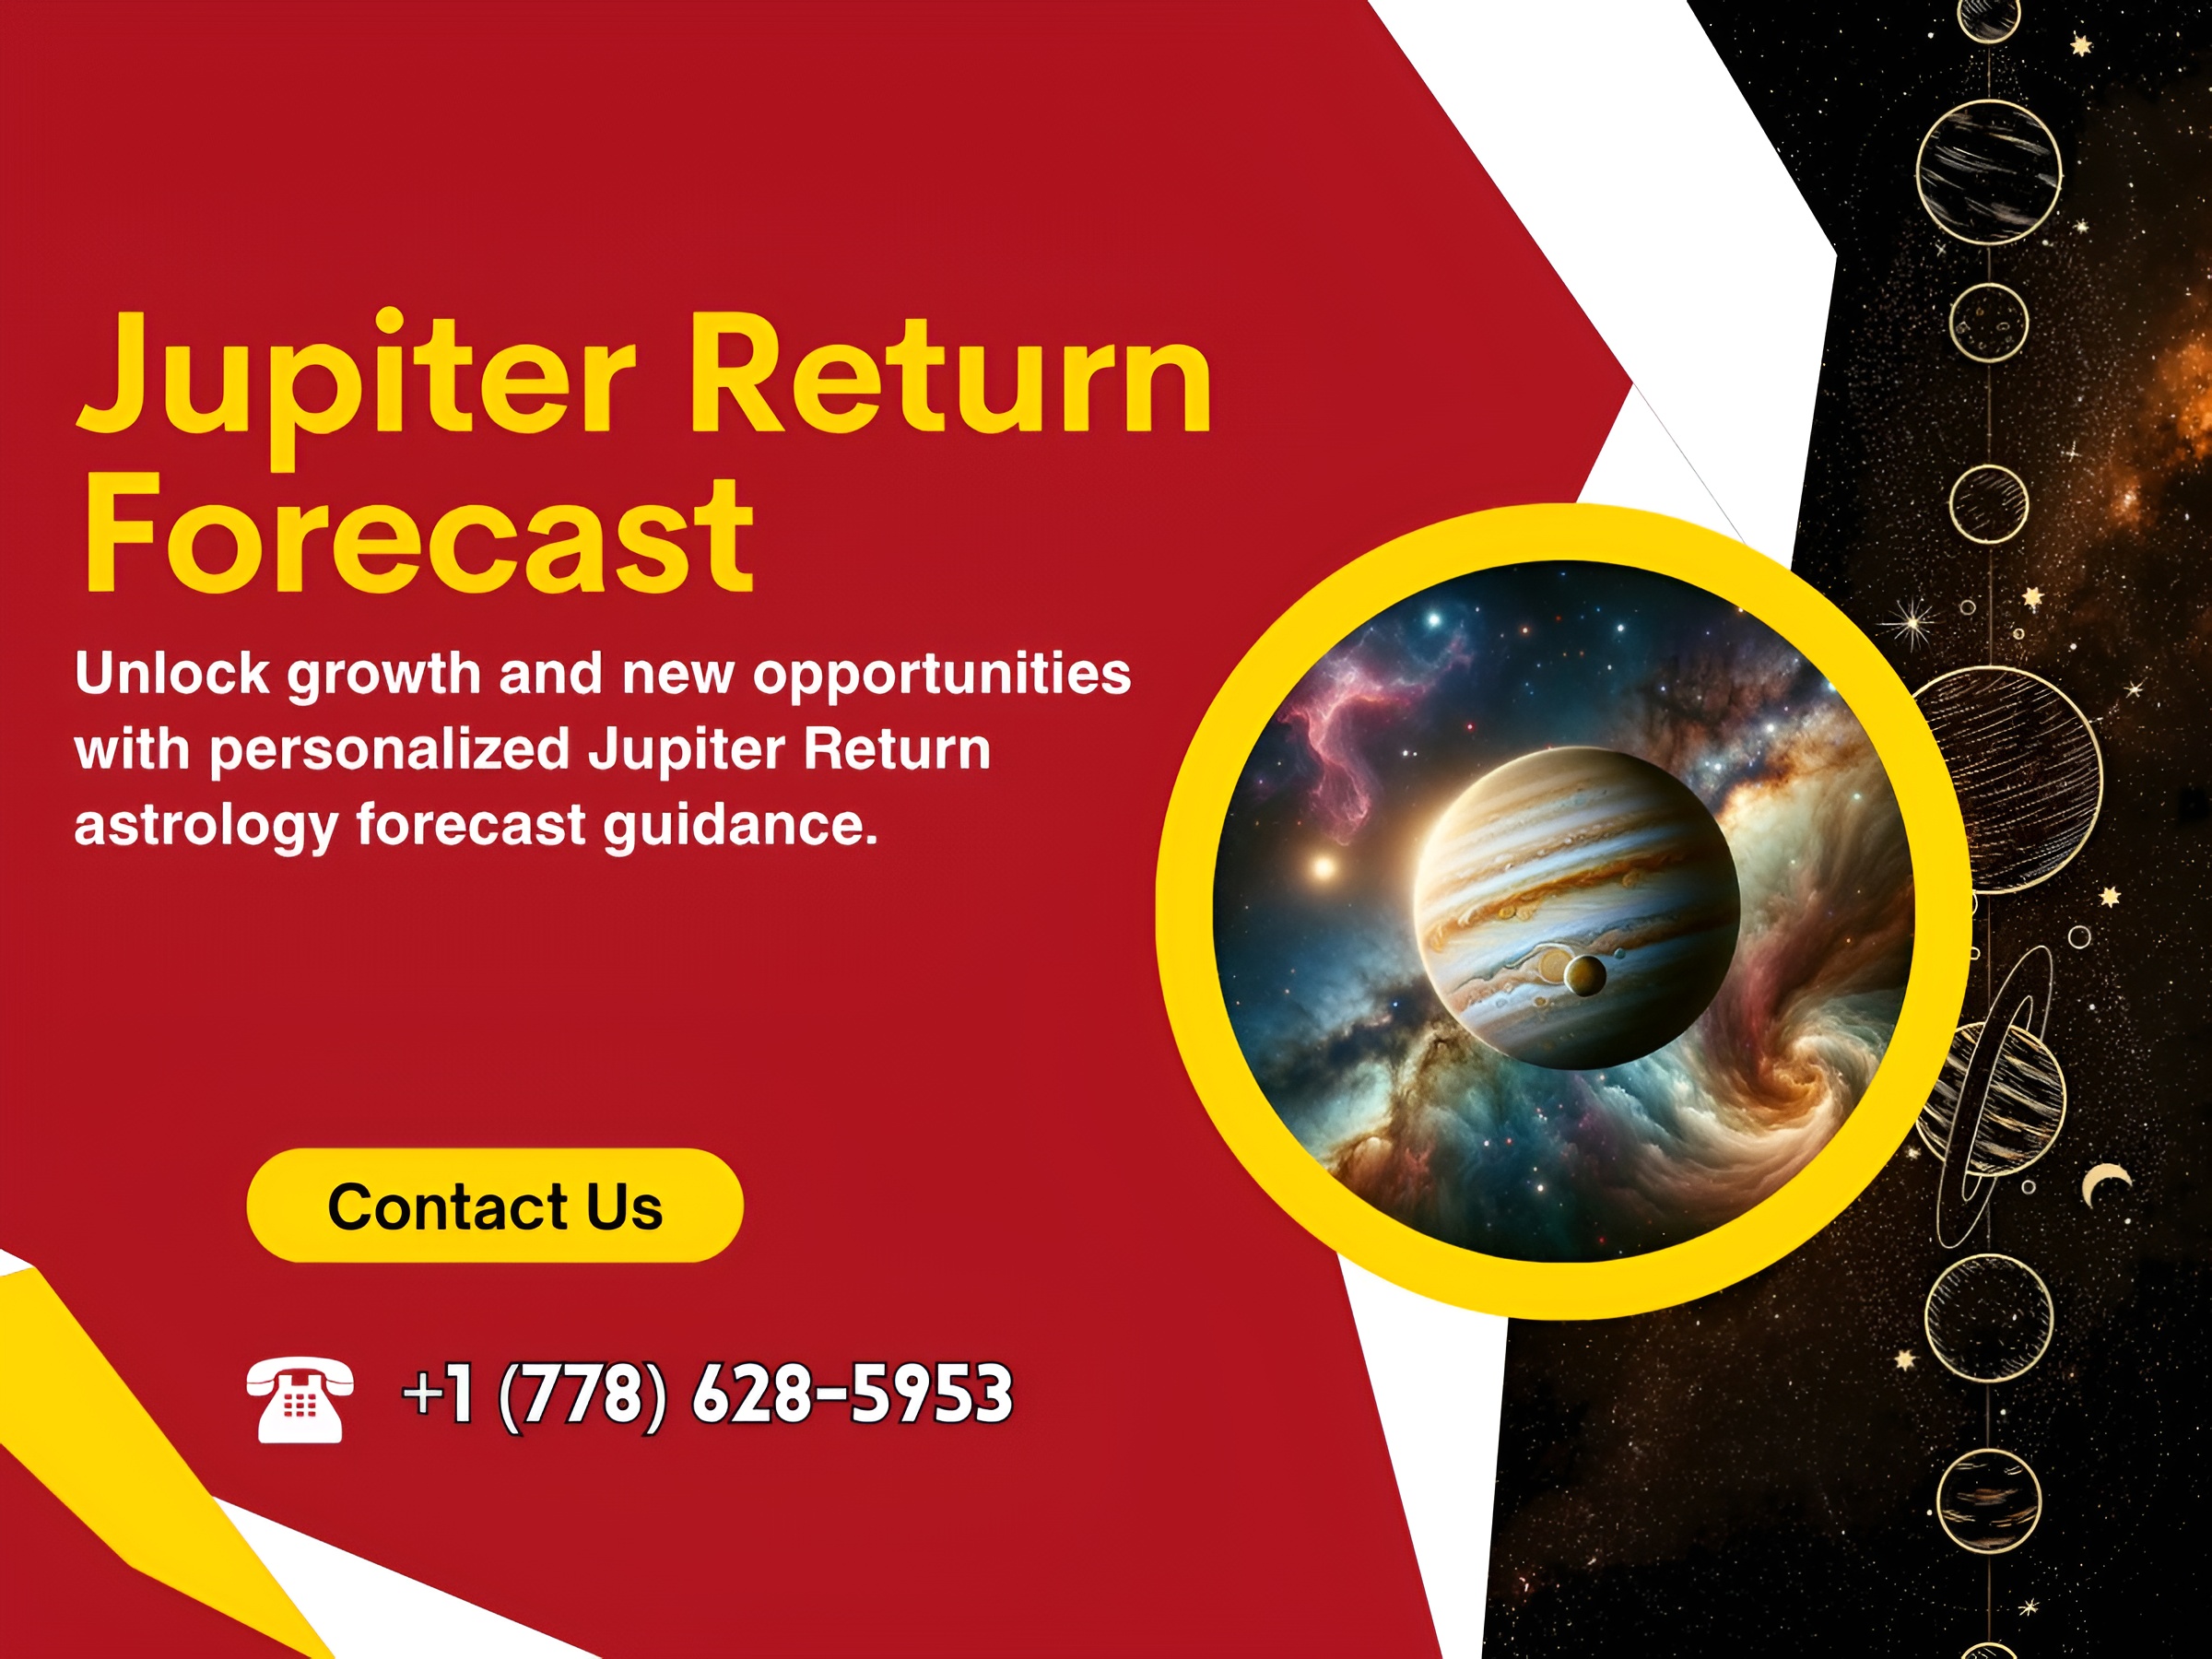 Jupiter Return
Forecast
Unlock growth and new opportunities
with personalized Jupiter Return
astrology forecast guidance.
Contact Us
+1 (778) 628-5953